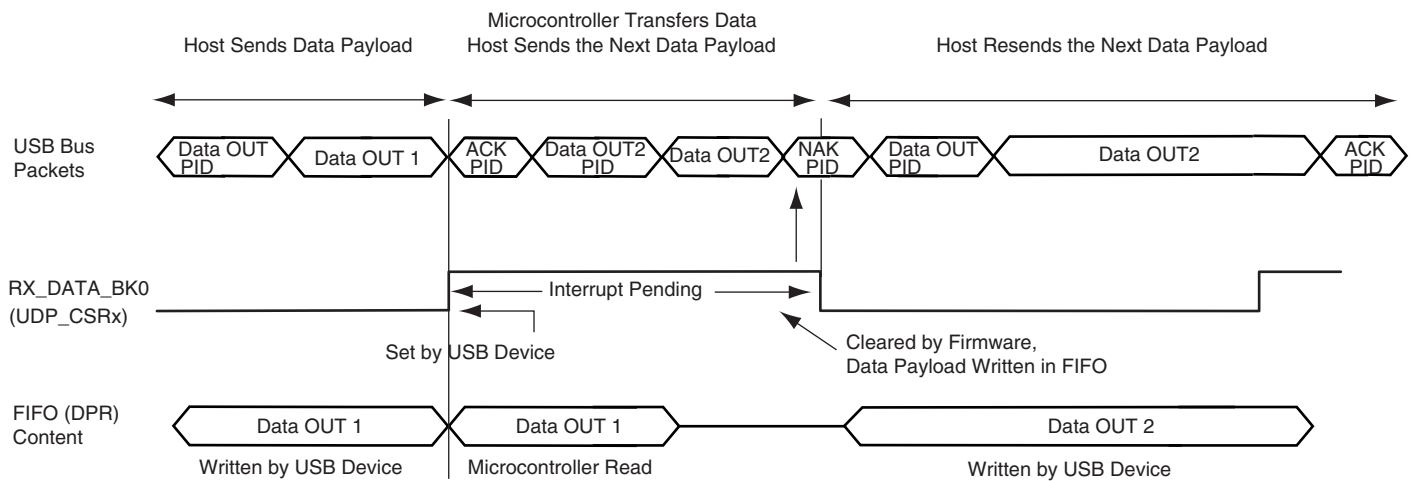 Microcontroller Transfers Data
Host Sends Data Payload
Host Sends the Next Data Payload
Host Resends the Next Data Payload
USB Bus
Packets
Data OUT
PID
Data OUT 1
ACK
PID
Data OUT2
PID
Data OUT2
NAK
PID
Data OUT
PID
Data OUT2
ACK
PID
RX_DATA_BK0
(UDP_CSRx)
Interrupt Pending
Set by USB Device
Cleared by Firmware,
Data Payload Written in FIFO
FIFO (DPR)
Content
Data OUT 1
Data OUT 1
Data OUT 2
Written by USB Device
Microcontroller Read
Written by USB Device